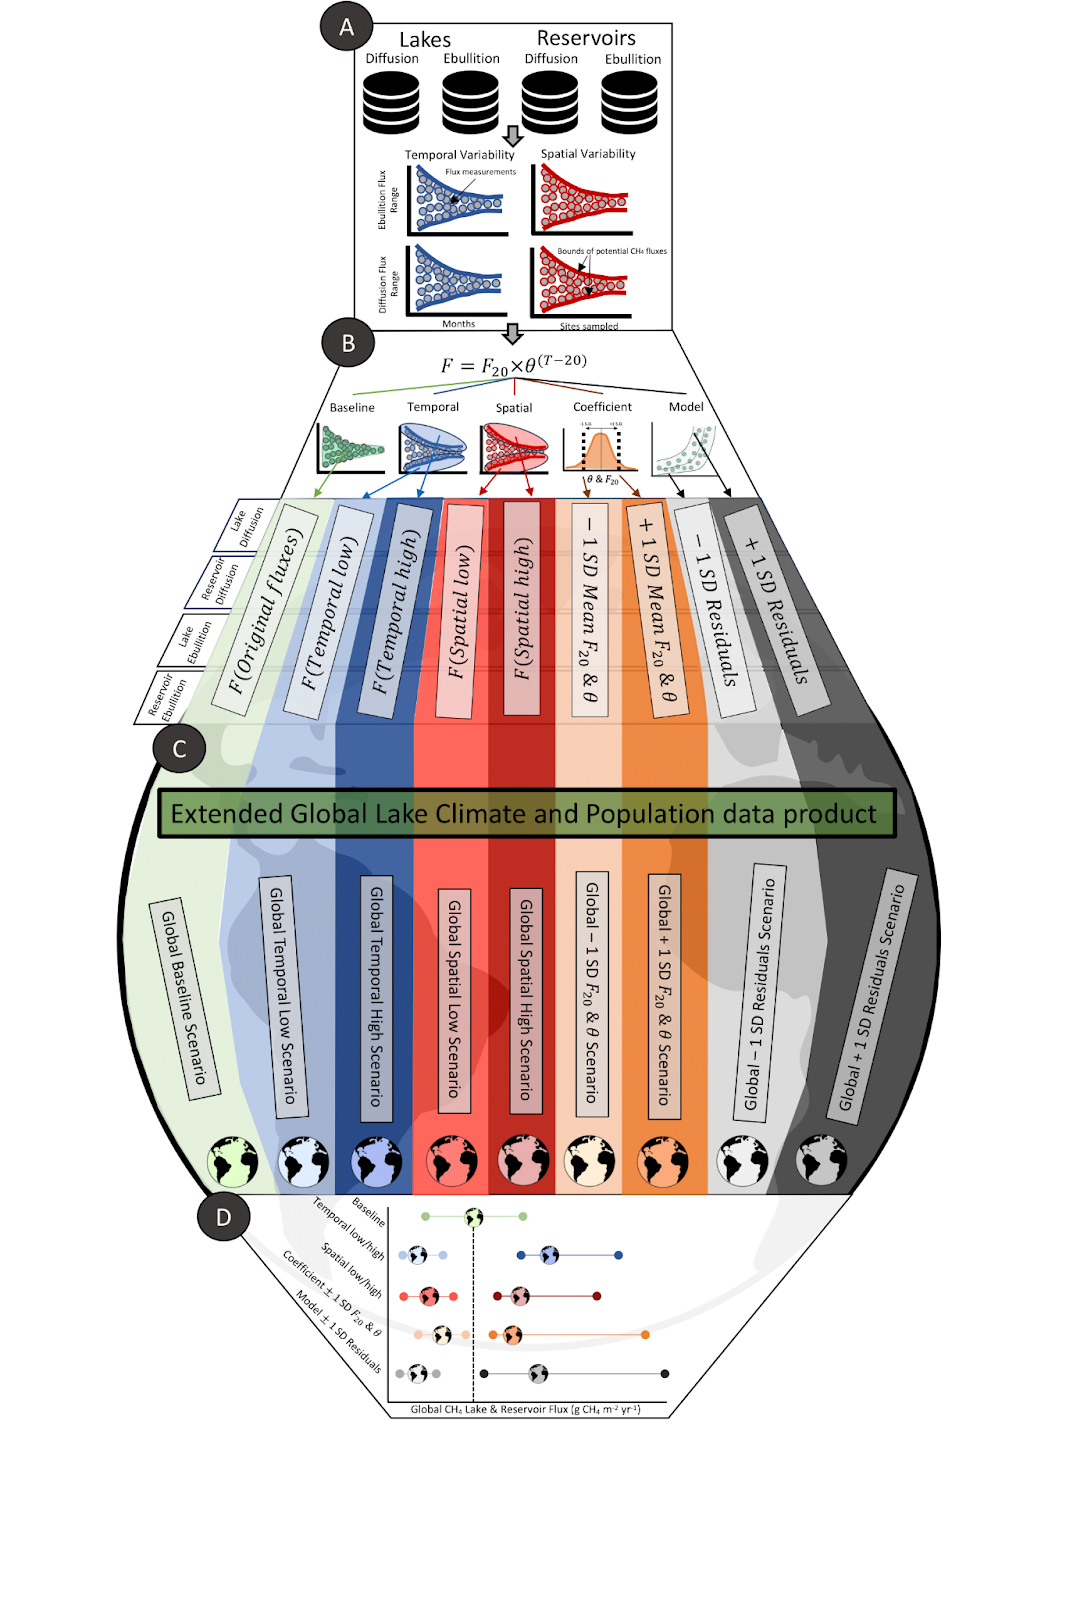 A
Lakes
Reservoirs
Diffusion
Ebullition
Diffusion
Ebullition
Temporal Variability
Spatial Variability
Ebullition Flux
Range
Flux measurements
Diffusion Flux
Range
Bounds of potential CH₄ fluxes
Months
Sites sampled
B
F = F₂₀×θ^(T−20)
Baseline
Temporal
Spatial
Coefficient
Model
-1 S.D.
+1 S.D.
θ & F₂₀
Lake
Diffusion
Reservoir
Diffusion
Lake
Ebullition
Reservoir
Ebullition
F(Original fluxes)
F(Temporal low)
F(Temporal high)
F(Spatial low)
F(Spatial high)
− 1 SD Mean F₂₀ & θ
+ 1 SD Mean F₂₀ & θ
− 1 SD Residuals
+ 1 SD Residuals
C
Extended Global Lake Climate and Population data product
Global Baseline Scenario
Global Temporal Low Scenario
Global Temporal High Scenario
Global Spatial Low Scenario
Global Spatial High Scenario
Global − 1 SD F₂₀ & θ Scenario
Global + 1 SD F₂₀ & θ Scenario
Global − 1 SD Residuals Scenario
Global + 1 SD Residuals Scenario
D
Baseline
Temporal low/high
Spatial low/high
Coefficient ± 1 SD F₂₀ & θ
Model ± 1 SD Residuals
Global CH₄ Lake & Reservoir Flux (g CH₄ m⁻² yr⁻¹)